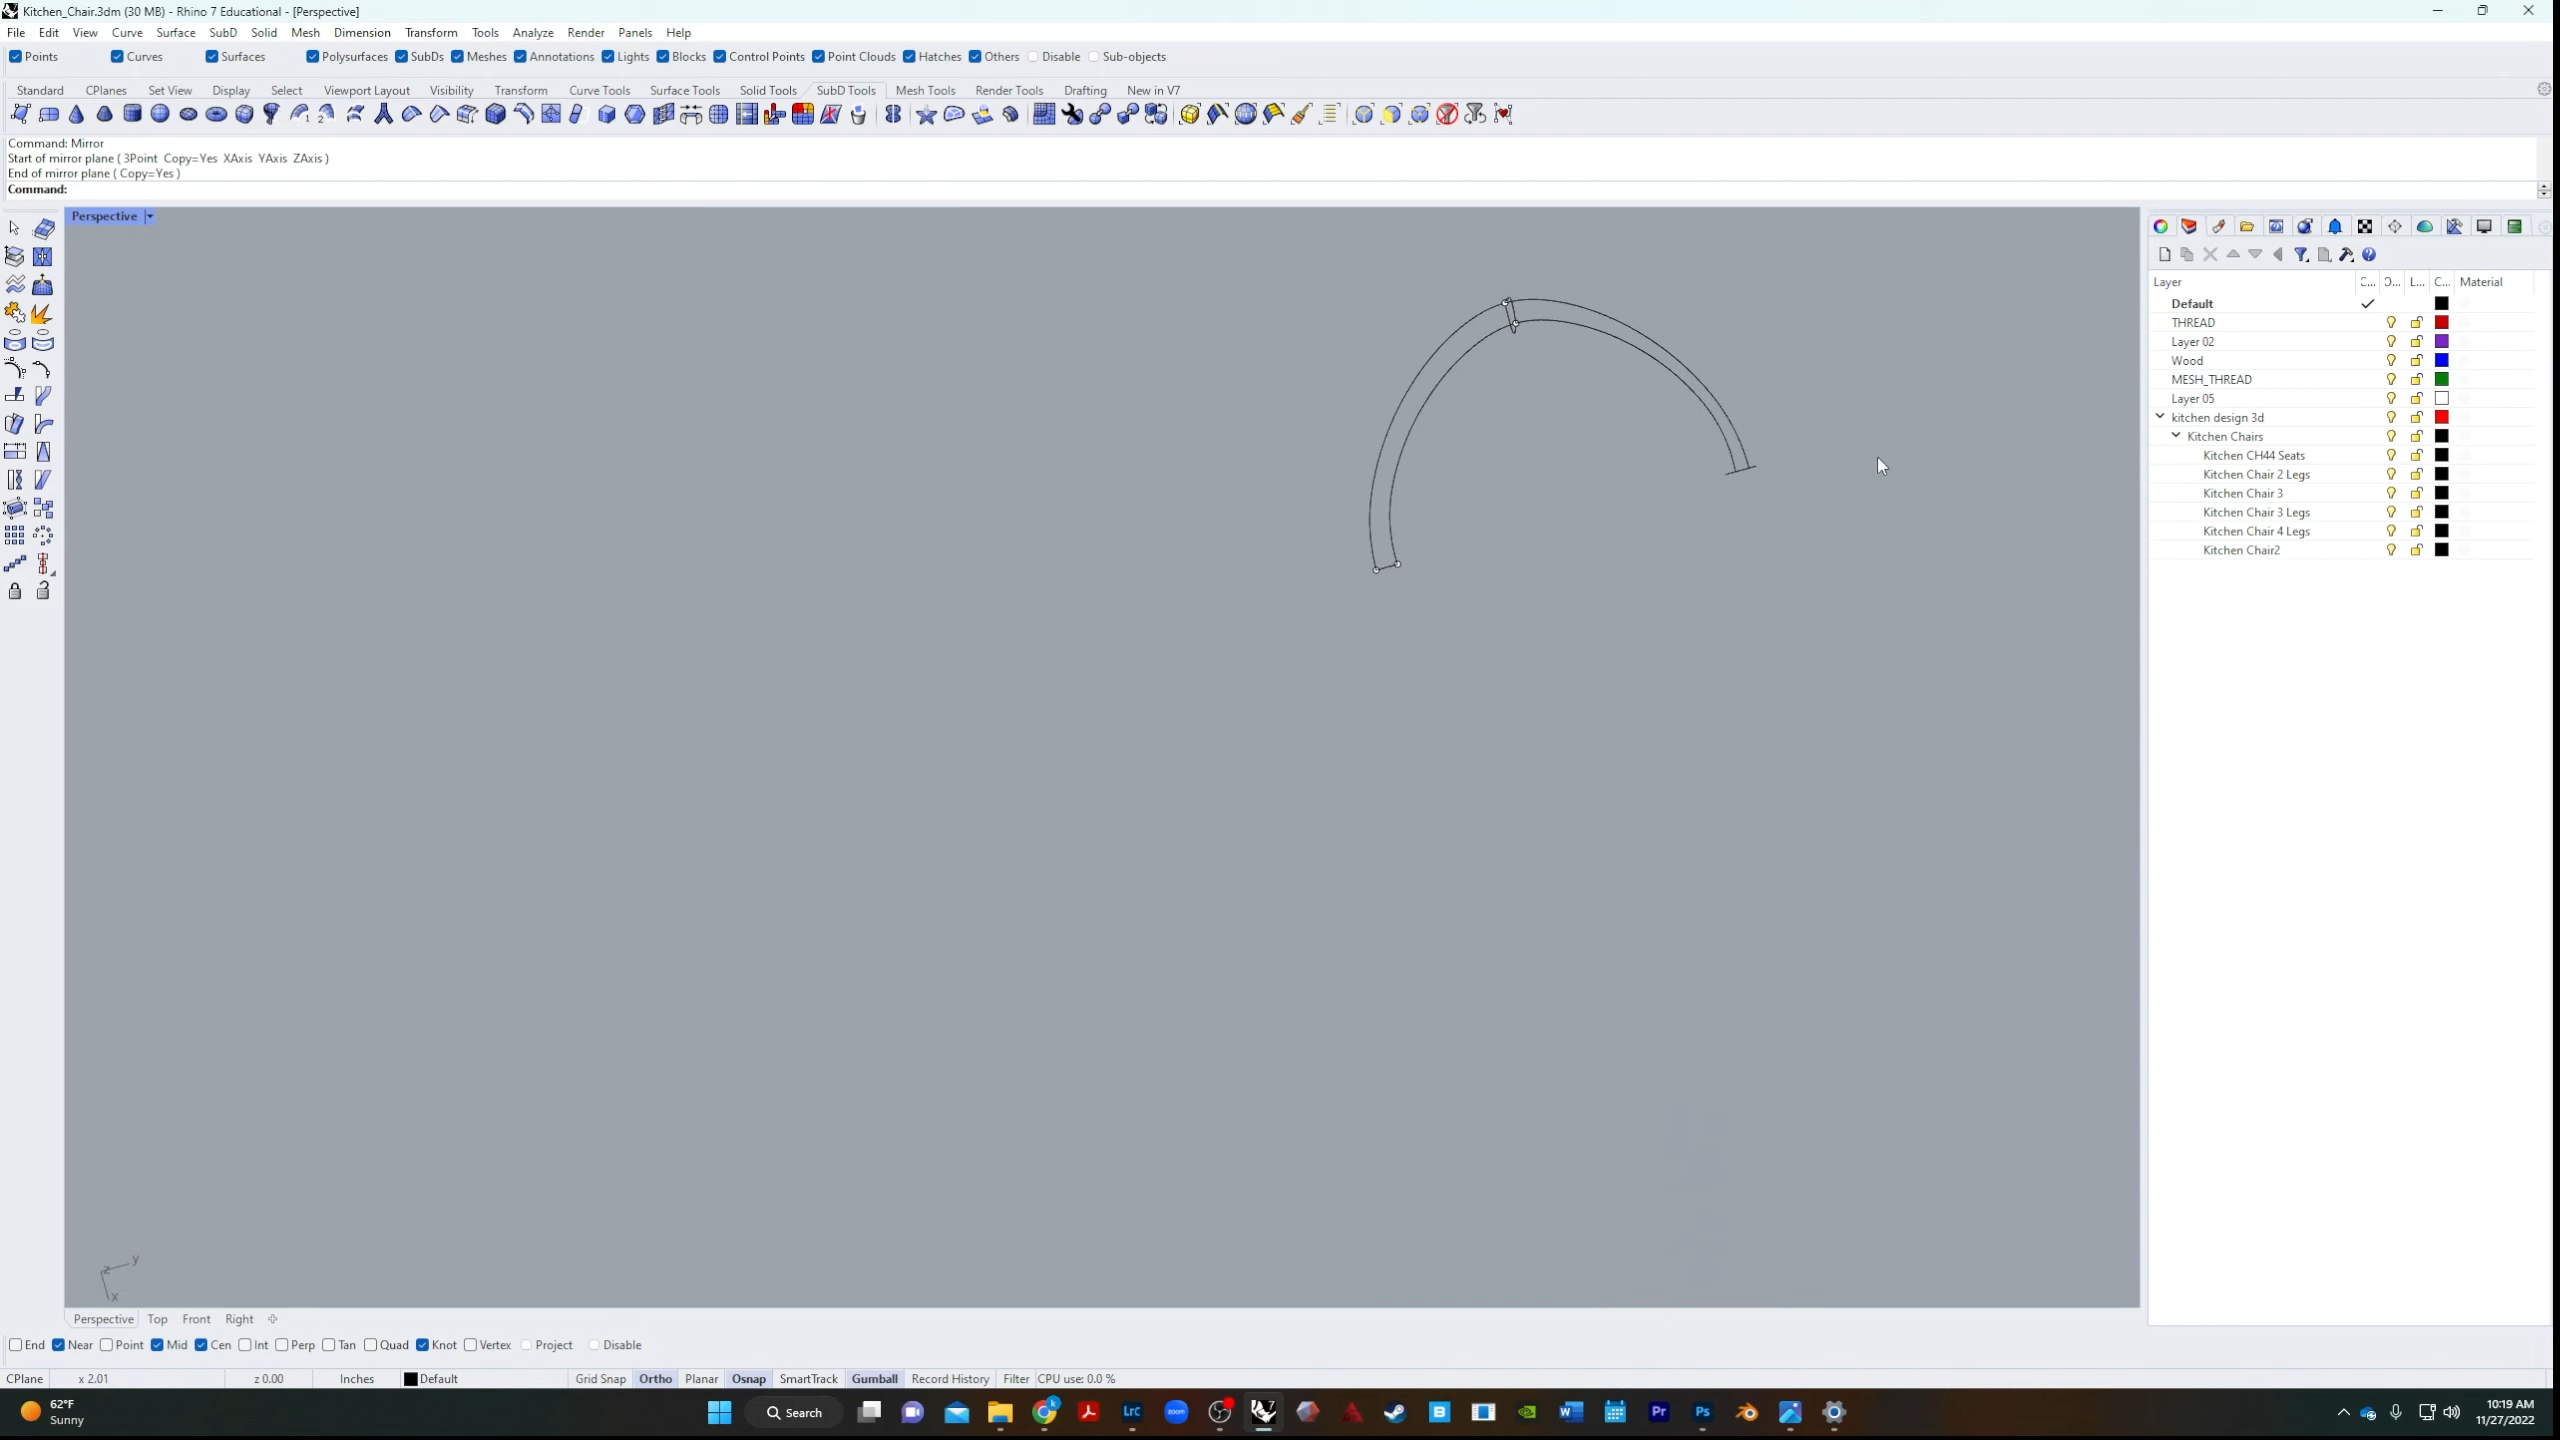 Kitchen_Chair.3dm (30 MB) - Rhino 7 Educational - [Perspective]
File Edit View Curve Surface SubD Solid Mesh Dimension Transform Tools Analyze Render Panels Help
Points Curves Surfaces Polysurfaces SubDs Meshes Annotations Lights Blocks Control Points Point Clouds Hatches Others Disable Sub-objects
Standard CPlanes Set View Display Select Viewport Layout Visibility Transform Curve Tools Surface Tools Solid Tools SubD Tools Mesh Tools Render Tools Drafting New in V7
Command: Mirror
Start of mirror plane ( 3Point Copy=Yes XAxis YAxis ZAxis )
End of mirror plane ( Copy=Yes )
Command:
Perspective
Layer C... O... L... C... Material
Default
THREAD
Layer 02
Wood
MESH_THREAD
Layer 05
kitchen design 3d
Kitchen Chairs
Kitchen CH44 Seats
Kitchen Chair 2 Legs
Kitchen Chair 3
Kitchen Chair 3 Legs
Kitchen Chair 4 Legs
Kitchen Chair2
z y
x
Perspective Top Front Right
End Near Point Mid Cen Int Perp Tan Quad Knot Vertex Project Disable
CPlane x 2.01 z 0.00 Inches Default Grid Snap Ortho Planar Osnap SmartTrack Gumball Record History Filter CPU use: 0.0 %
62°F
Sunny
Search
Lrc
zoom
Pr
Ps
10:19 AM
11/27/2022